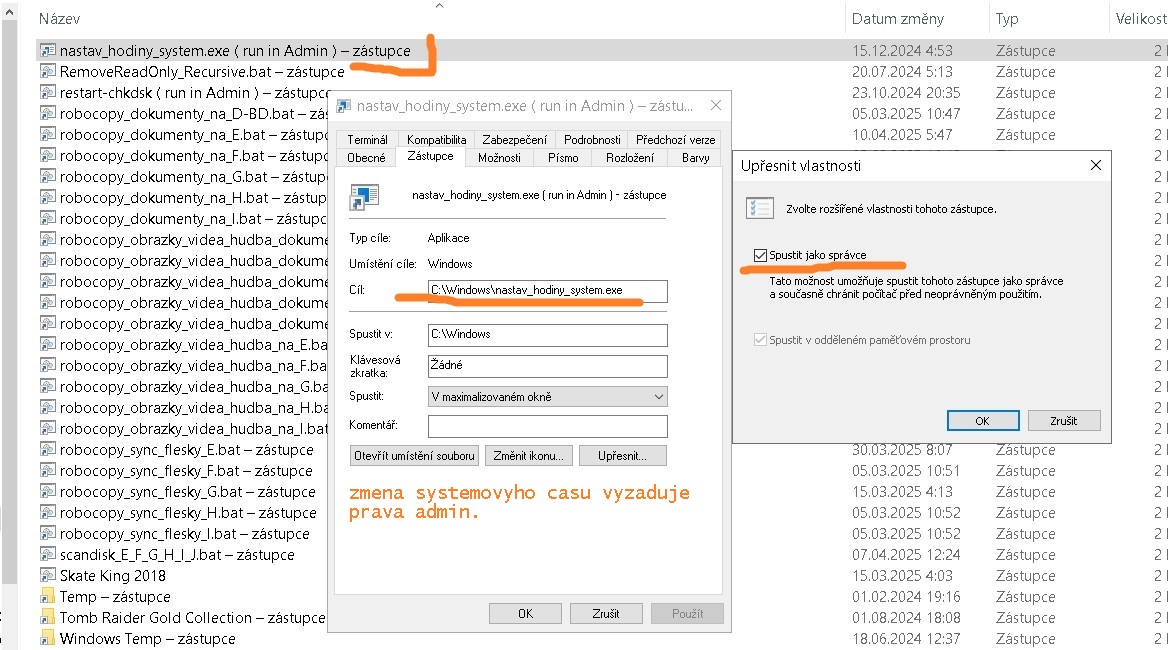 Název
Datum změny
Typ
Velikost
nastav_hodiny_system.exe ( run in Admin ) – zástupce
15.12.2024 4:53
Zástupce
2
RemoveReadOnly_Recursive.bat – zástupce
20.07.2024 5:13
Zástupce
2
restart-chkdsk ( run in Admin ) – zástupce
23.10.2024 20:35
Zástupce
2
robocopy_dokumenty_na_D-BD.bat – zás
05.03.2025 10:47
Zástupce
2
robocopy_dokumenty_na_E.bat – zástupc
10.04.2025 5:47
Zástupce
2
robocopy_dokumenty_na_F.bat – zástupc
robocopy_dokumenty_na_G.bat – zástup
robocopy_dokumenty_na_H.bat – zástup
robocopy_dokumenty_na_I.bat – zástupc
robocopy_obrazky_videa_hudba_dokume
robocopy_obrazky_videa_hudba_dokume
robocopy_obrazky_videa_hudba_dokume
robocopy_obrazky_videa_hudba_dokume
robocopy_obrazky_videa_hudba_dokume
robocopy_obrazky_videa_hudba_na_E.ba
robocopy_obrazky_videa_hudba_na_F.ba
robocopy_obrazky_videa_hudba_na_G.ba
robocopy_obrazky_videa_hudba_na_H.ba
robocopy_obrazky_videa_hudba_na_I.bat
robocopy_sync_flesky_E.bat – zástupce
30.03.2025 8:07
Zástupce
2
robocopy_sync_flesky_F.bat – zástupce
05.03.2025 10:51
Zástupce
2
robocopy_sync_flesky_G.bat – zástupce
15.03.2025 4:13
Zástupce
2
robocopy_sync_flesky_H.bat – zástupce
05.03.2025 10:52
Zástupce
2
robocopy_sync_flesky_I.bat – zástupce
05.03.2025 10:52
Zástupce
2
scandisk_E_F_G_H_I_J.bat – zástupce
07.04.2025 12:24
Zástupce
2
Skate King 2018
15.03.2025 4:03
Zástupce
2
Temp – zástupce
01.02.2024 19:16
Zástupce
2
Tomb Raider Gold Collection – zástupce
01.08.2024 18:08
Zástupce
2
Windows Temp – zástupce
18.06.2024 12:37
Zástupce
2
nastav_hodiny_system.exe ( run in Admin ) – zástu...
Terminál
Kompatibilita
Zabezpečení
Podrobnosti
Předchozí verze
Obecné
Zástupce
Možnosti
Písmo
Rozložení
Barvy
nastav_hodiny_system.exe ( run in Admin ) - zástupce
Typ cíle:
Aplikace
Umístění cíle:
Windows
Cíl:
C:\Windows\nastav_hodiny_system.exe
Spustit v:
C:\Windows
Klávesová
zkratka:
Žádné
Spustit:
V maximalizovaném okně
Komentář:
Otevřít umístění souboru
Změnit ikonu...
Upřesnit...
zmena systemovyho casu vyzaduje
prava admin.
OK
Zrušit
Použít
Upřesnit vlastnosti
Zvolte rozšířené vlastnosti tohoto zástupce.
Spustit jako správce
Tato možnost umožňuje spustit tohoto zástupce jako správce
a současně chránit počítač před neoprávněným použitím.
Spustit v odděleném paměťovém prostoru
OK
Zrušit